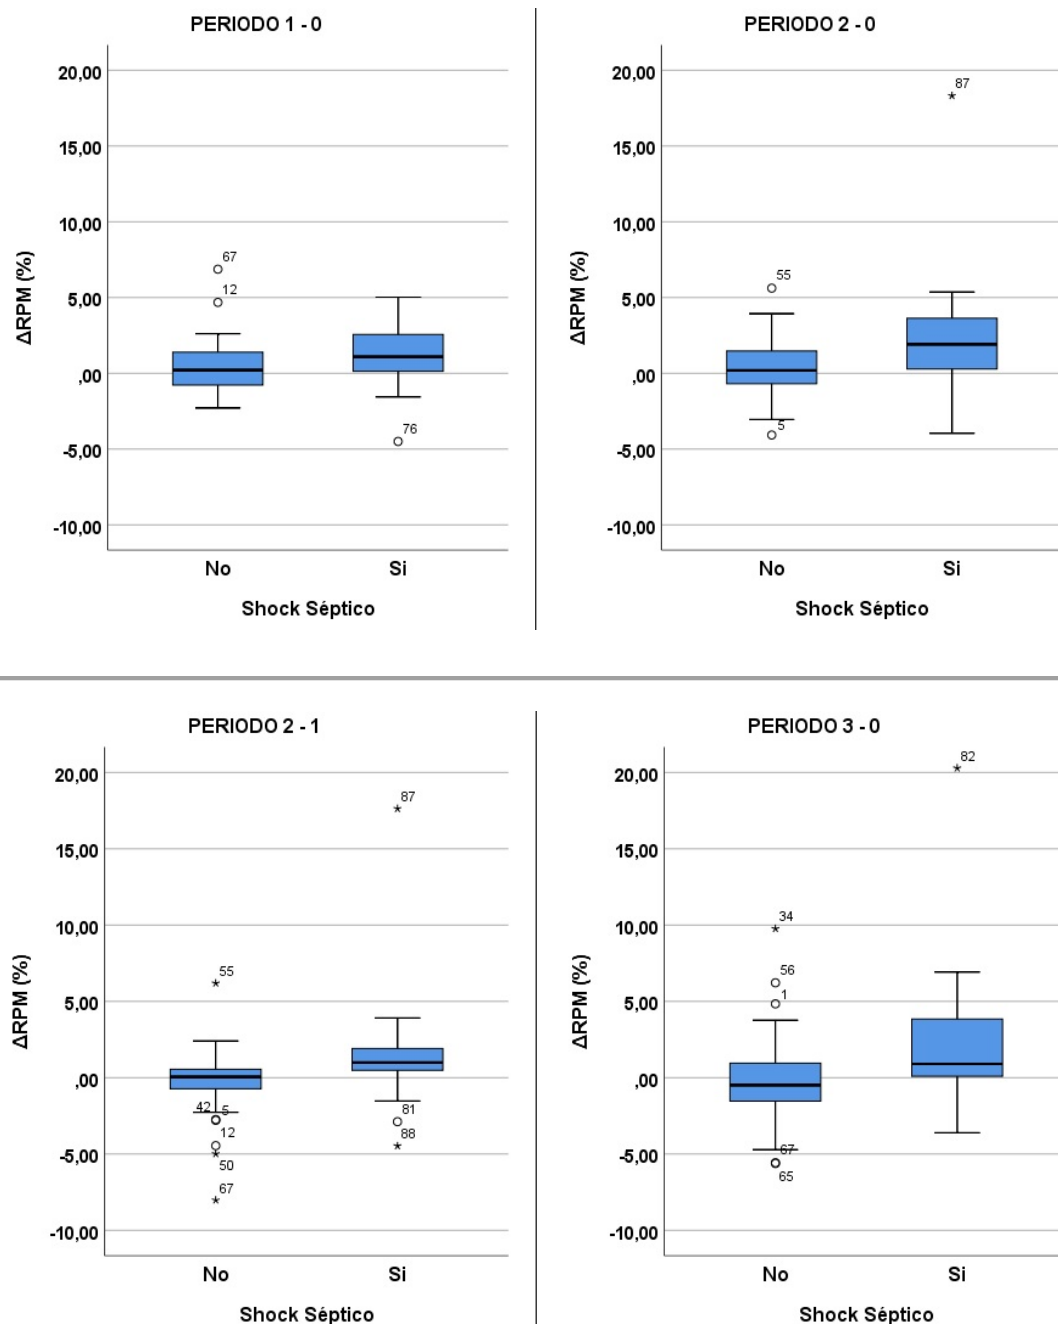 PERIODO 1 - 0
20,00
15,00
10,00
5,00
,00
-5,00
-10,00
ΔRPM (%)
67
12
76
No
Si
Shock Séptico
PERIODO 2 - 0
20,00
15,00
10,00
5,00
,00
-5,00
-10,00
ΔRPM (%)
87
55
5
No
Si
Shock Séptico
PERIODO 2 - 1
20,00
15,00
10,00
5,00
,00
-5,00
-10,00
ΔRPM (%)
87
55
42
5
12
50
67
81
88
No
Si
Shock Séptico
PERIODO 3 - 0
20,00
15,00
10,00
5,00
,00
-5,00
-10,00
ΔRPM (%)
82
34
56
1
67
65
No
Si
Shock Séptico